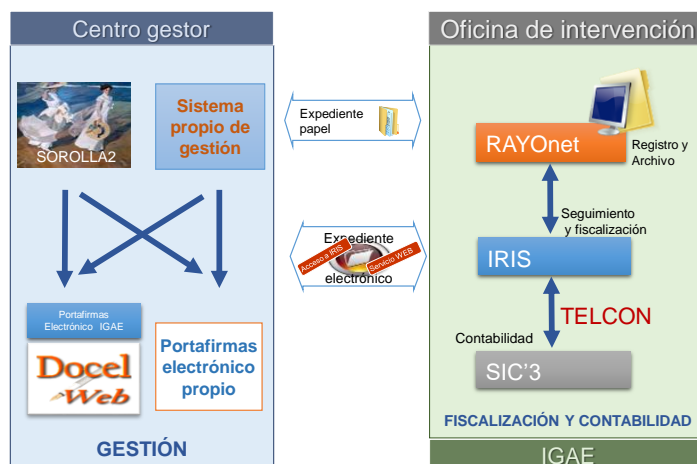 Centro gestor
SOROLLA2
Sistema
propio de
gestión
Portafirmas
Electrónico IGAE
Docel
Web
Portafirmas
electrónico
propio
GESTIÓN
Expediente
papel
Expediente
Acceso a IRIS
Servicio WEB
electrónico
Oficina de intervención
RAYOnet
Registro y
Archivo
Seguimiento
y fiscalización
IRIS
TELCON
Contabilidad
SIC'3
FISCALIZACIÓN Y CONTABILIDAD
IGAE